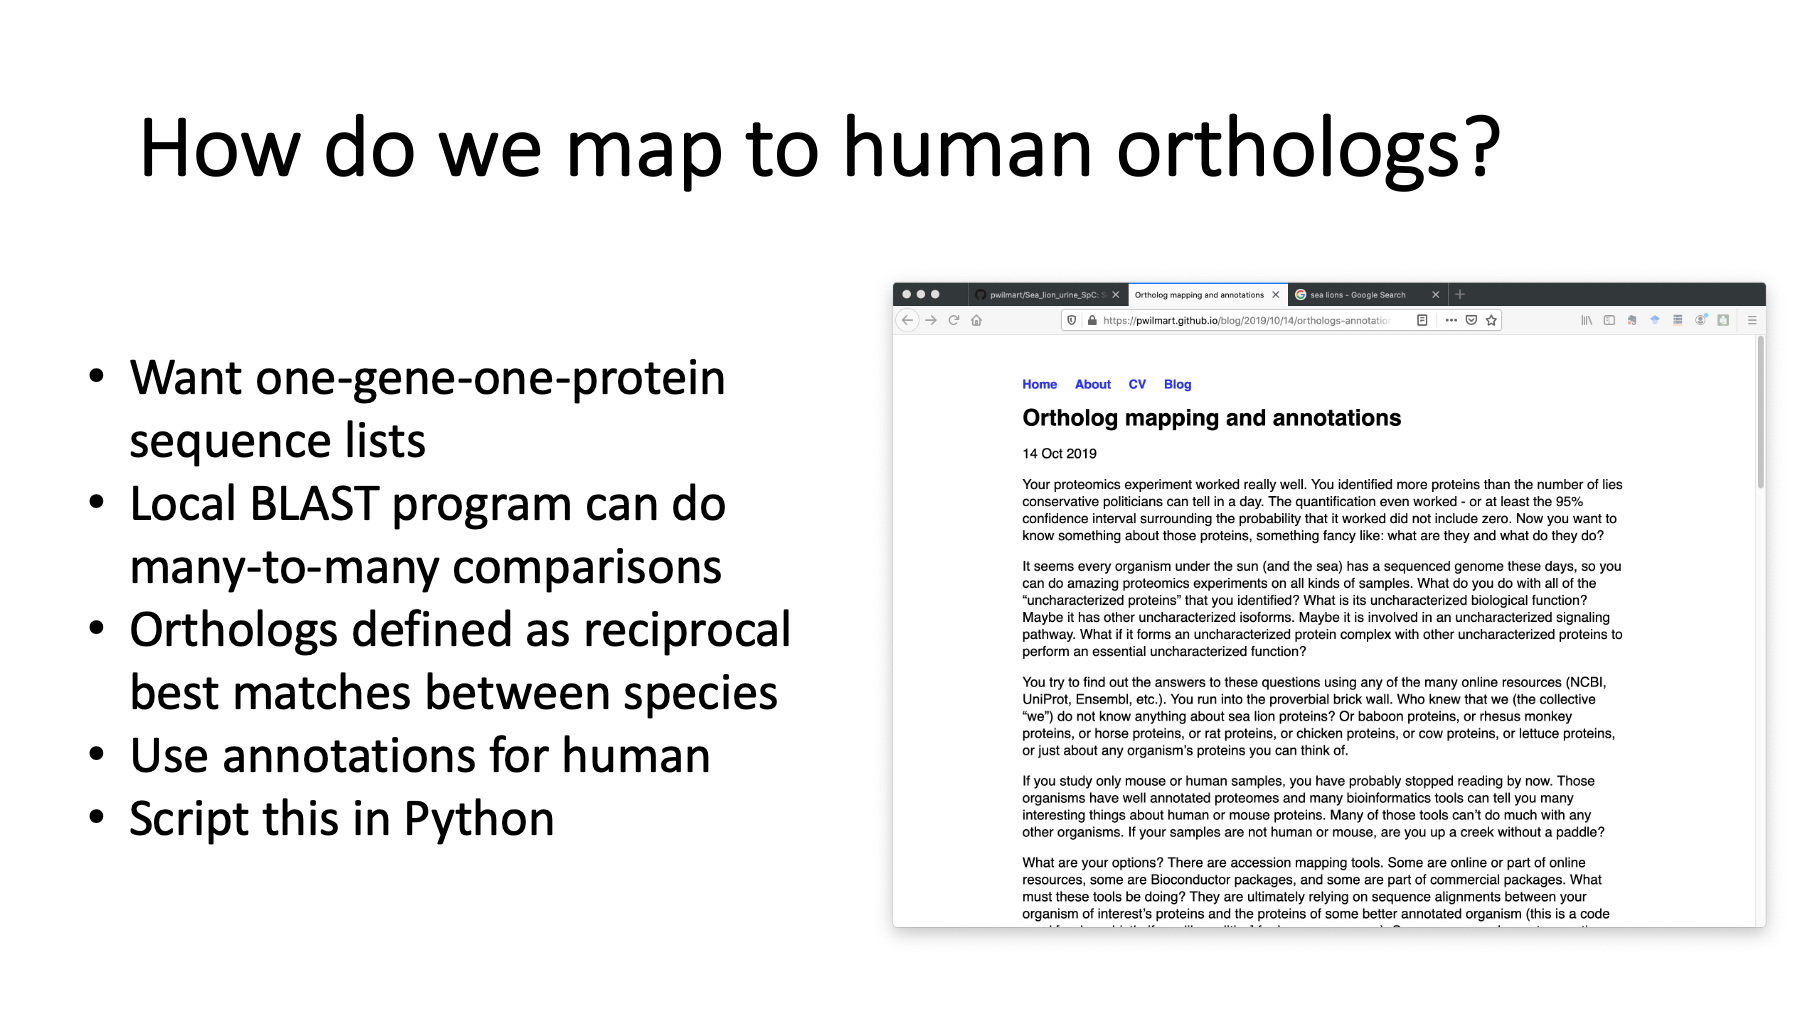 How do we map to human orthologs?
• Want one-gene-one-protein
sequence lists
• Local BLAST program can do
many-to-many comparisons
• Orthologs defined as reciprocal
best matches between species
• Use annotations for human
• Script this in Python
pwilmart/Sea_lion_urine_SpC:
Ortholog mapping and annotations
sea lions - Google Search
https://pwilmart.github.io/blog/2019/10/14/orthologs-annotatio
Home About CV Blog
Ortholog mapping and annotations
14 Oct 2019
Your proteomics experiment worked really well. You identified more proteins than the number of lies
conservative politicians can tell in a day. The quantification even worked - or at least the 95%
confidence interval surrounding the probability that it worked did not include zero. Now you want to
know something about those proteins, something fancy like: what are they and what do they do?
It seems every organism under the sun (and the sea) has a sequenced genome these days, so you
can do amazing proteomics experiments on all kinds of samples. What do you do with all of the
“uncharacterized proteins” that you identified? What is its uncharacterized biological function?
Maybe it has other uncharacterized isoforms. Maybe it is involved in an uncharacterized signaling
pathway. What if it forms an uncharacterized protein complex with other uncharacterized proteins to
perform an essential uncharacterized function?
You try to find out the answers to these questions using any of the many online resources (NCBI,
UniProt, Ensembl, etc.). You run into the proverbial brick wall. Who knew that we (the collective
“we”) do not know anything about sea lion proteins? Or baboon proteins, or rhesus monkey
proteins, or horse proteins, or rat proteins, or chicken proteins, or cow proteins, or lettuce proteins,
or just about any organism’s proteins you can think of.
If you study only mouse or human samples, you have probably stopped reading by now. Those
organisms have well annotated proteomes and many bioinformatics tools can tell you many
interesting things about human or mouse proteins. Many of those tools can’t do much with any
other organisms. If your samples are not human or mouse, are you up a creek without a paddle?
What are your options? There are accession mapping tools. Some are online or part of online
resources, some are Bioconductor packages, and some are part of commercial packages. What
must these tools be doing? They are ultimately relying on sequence alignments between your
organism of interest’s proteins and the proteins of some better annotated organism (this is a code